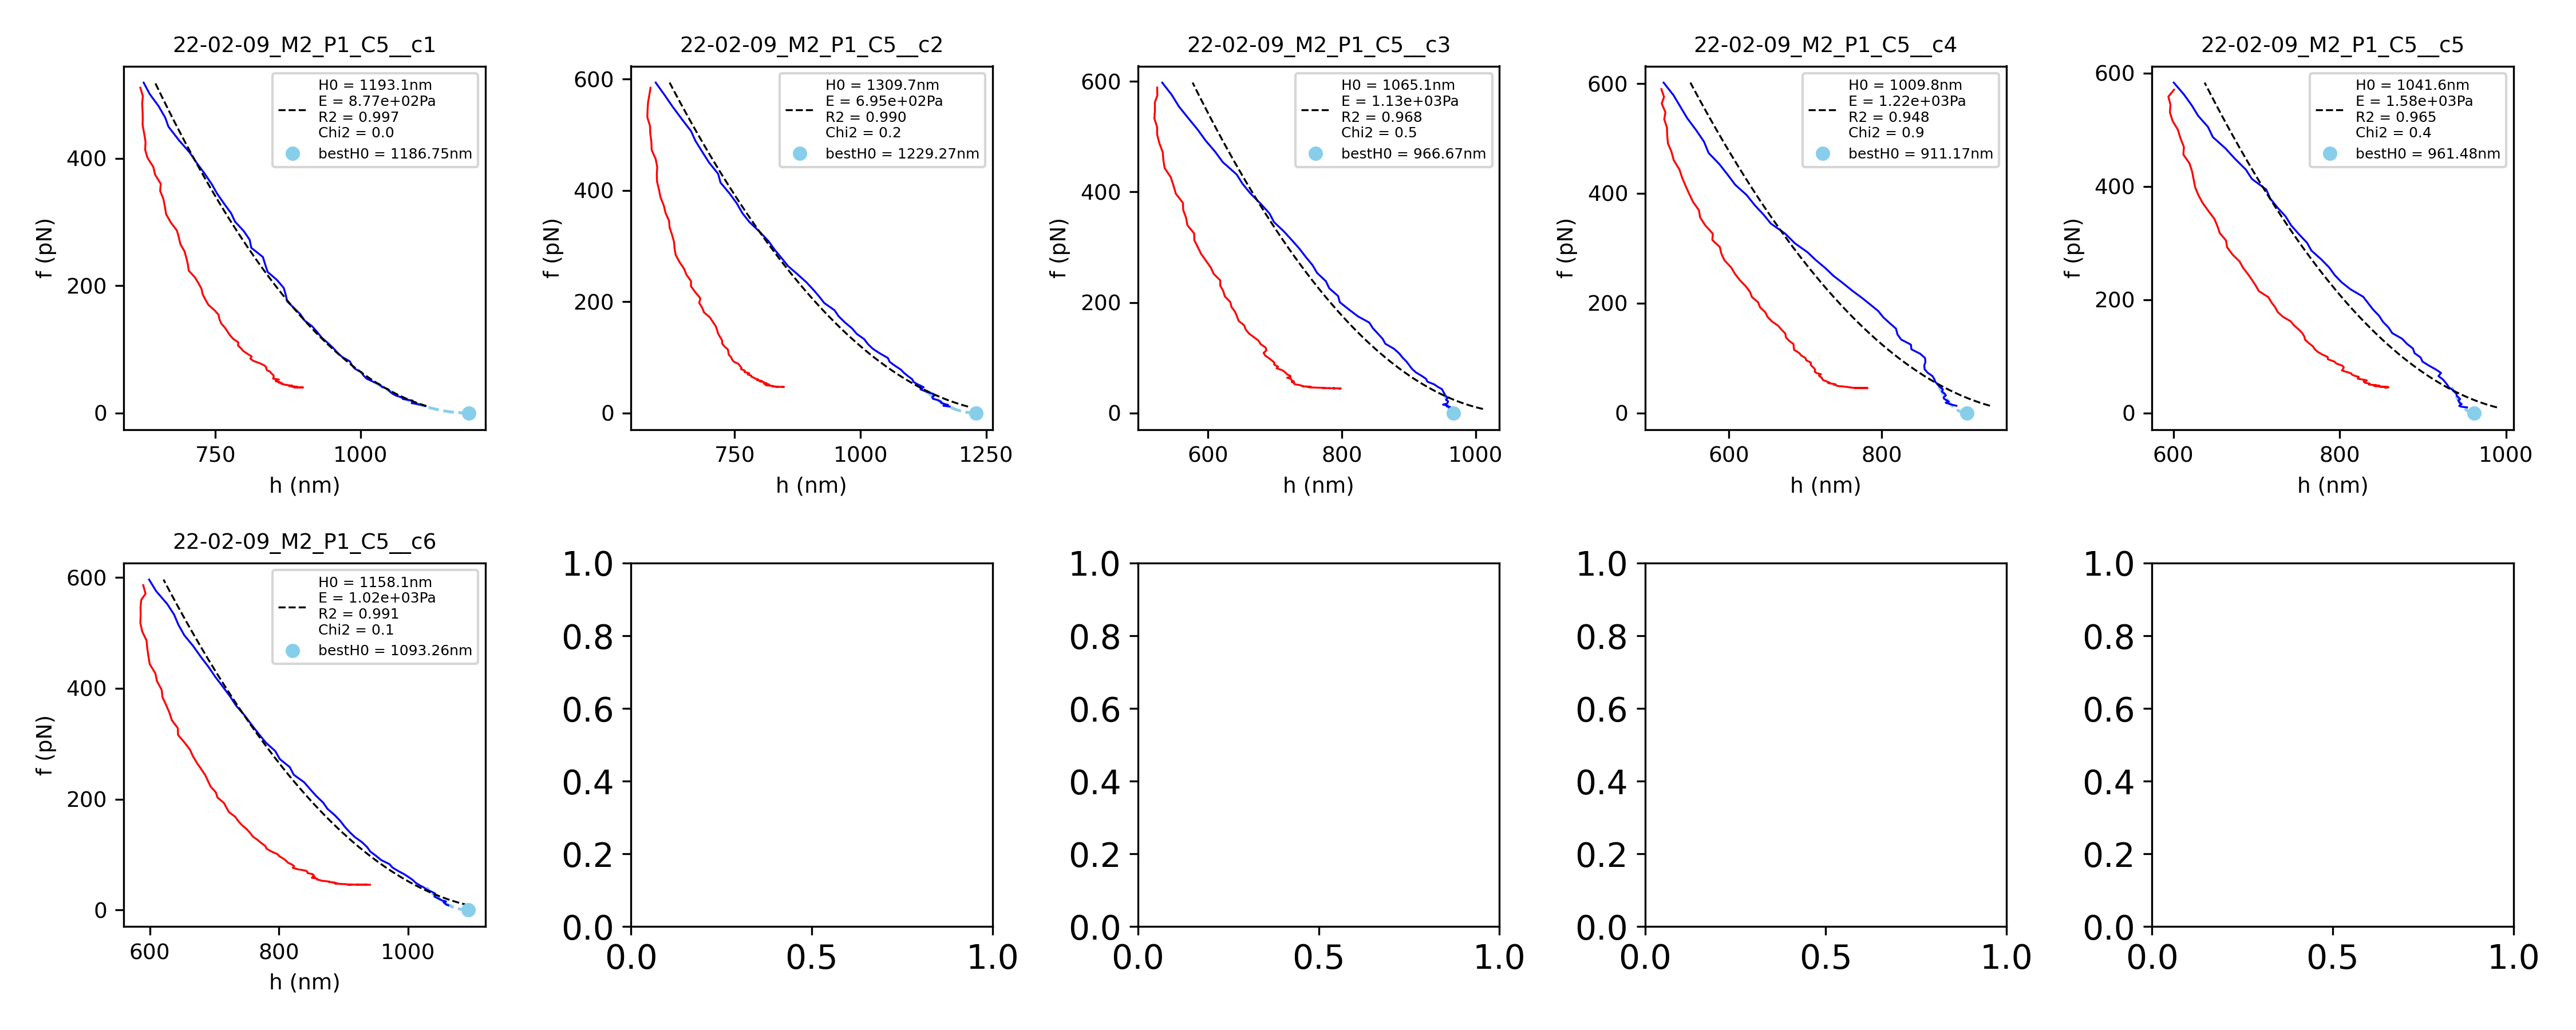 22-02-09_M2_P1_C5__c1
H0 = 1193.1nm
E = 8.77e+02Pa
R2 = 0.997
Chi2 = 0.0
bestH0 = 1186.75nm
400
200
0
f (pN)
750 1000
h (nm)
22-02-09_M2_P1_C5__c2
H0 = 1309.7nm
E = 6.95e+02Pa
R2 = 0.990
Chi2 = 0.2
bestH0 = 1229.27nm
600
400
200
0
f (pN)
750 1000 1250
h (nm)
22-02-09_M2_P1_C5__c3
H0 = 1065.1nm
E = 1.13e+03Pa
R2 = 0.968
Chi2 = 0.5
bestH0 = 966.67nm
600
400
200
0
f (pN)
600 800 1000
h (nm)
22-02-09_M2_P1_C5__c4
H0 = 1009.8nm
E = 1.22e+03Pa
R2 = 0.948
Chi2 = 0.9
bestH0 = 911.17nm
600
400
200
0
f (pN)
600 800
h (nm)
22-02-09_M2_P1_C5__c5
H0 = 1041.6nm
E = 1.58e+03Pa
R2 = 0.965
Chi2 = 0.4
bestH0 = 961.48nm
600
400
200
0
f (pN)
600 800 1000
h (nm)
22-02-09_M2_P1_C5__c6
H0 = 1158.1nm
E = 1.02e+03Pa
R2 = 0.991
Chi2 = 0.1
bestH0 = 1093.26nm
600
400
200
0
f (pN)
600 800 1000
h (nm)
1.0
0.8
0.6
0.4
0.2
0.0
0.0 0.5 1.0
1.0
0.8
0.6
0.4
0.2
0.0
0.0 0.5 1.0
1.0
0.8
0.6
0.4
0.2
0.0
0.0 0.5 1.0
1.0
0.8
0.6
0.4
0.2
0.0
0.0 0.5 1.0